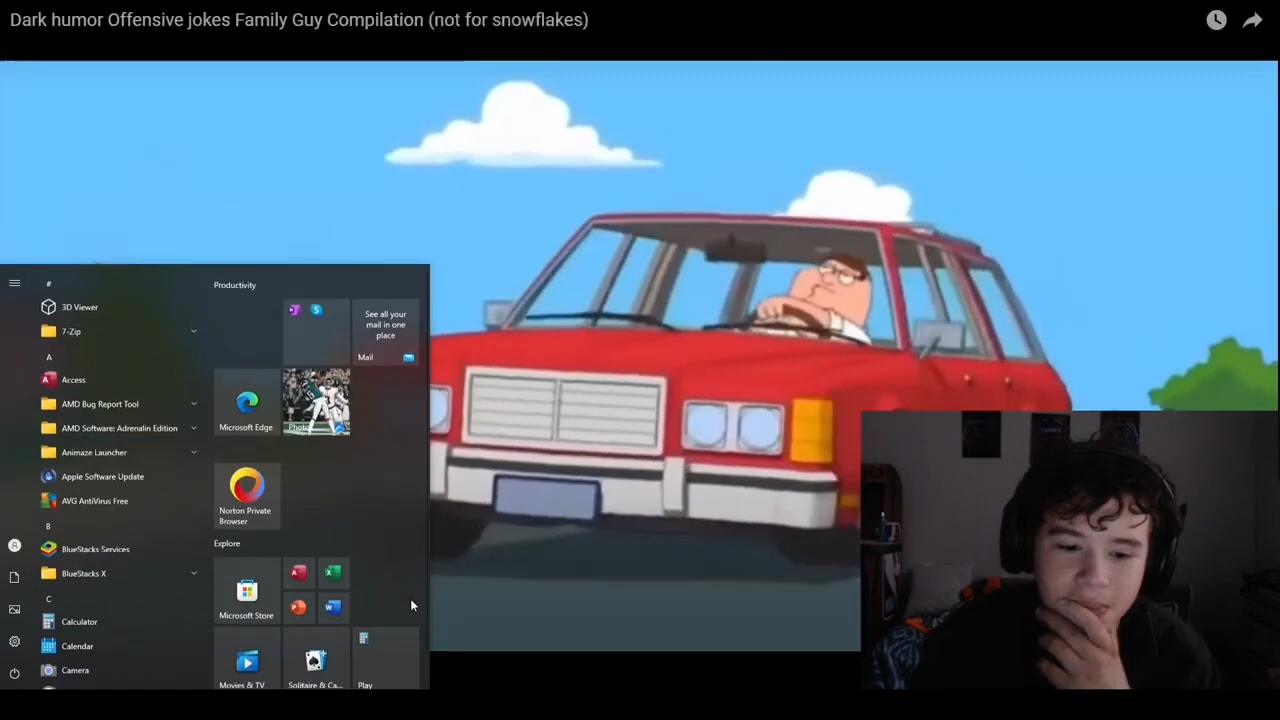 Dark humor Offensive jokes Family Guy Compilation (not for snowflakes)
#
3D Viewer
7-Zip
A
Access
AMD Bug Report Tool
AMD Software: Adrenalin Edition
Animaze Launcher
Apple Software Update
AVG AntiVirus Free
B
BlueStacks Services
BlueStacks X
C
Calculator
Calendar
Camera
Productivity
See all your
mail in one
place
Mail
Microsoft Edge
Photos
Norton Private
Browser
Explore
Microsoft Store
Movies & TV
Solitaire & Ca...
Play